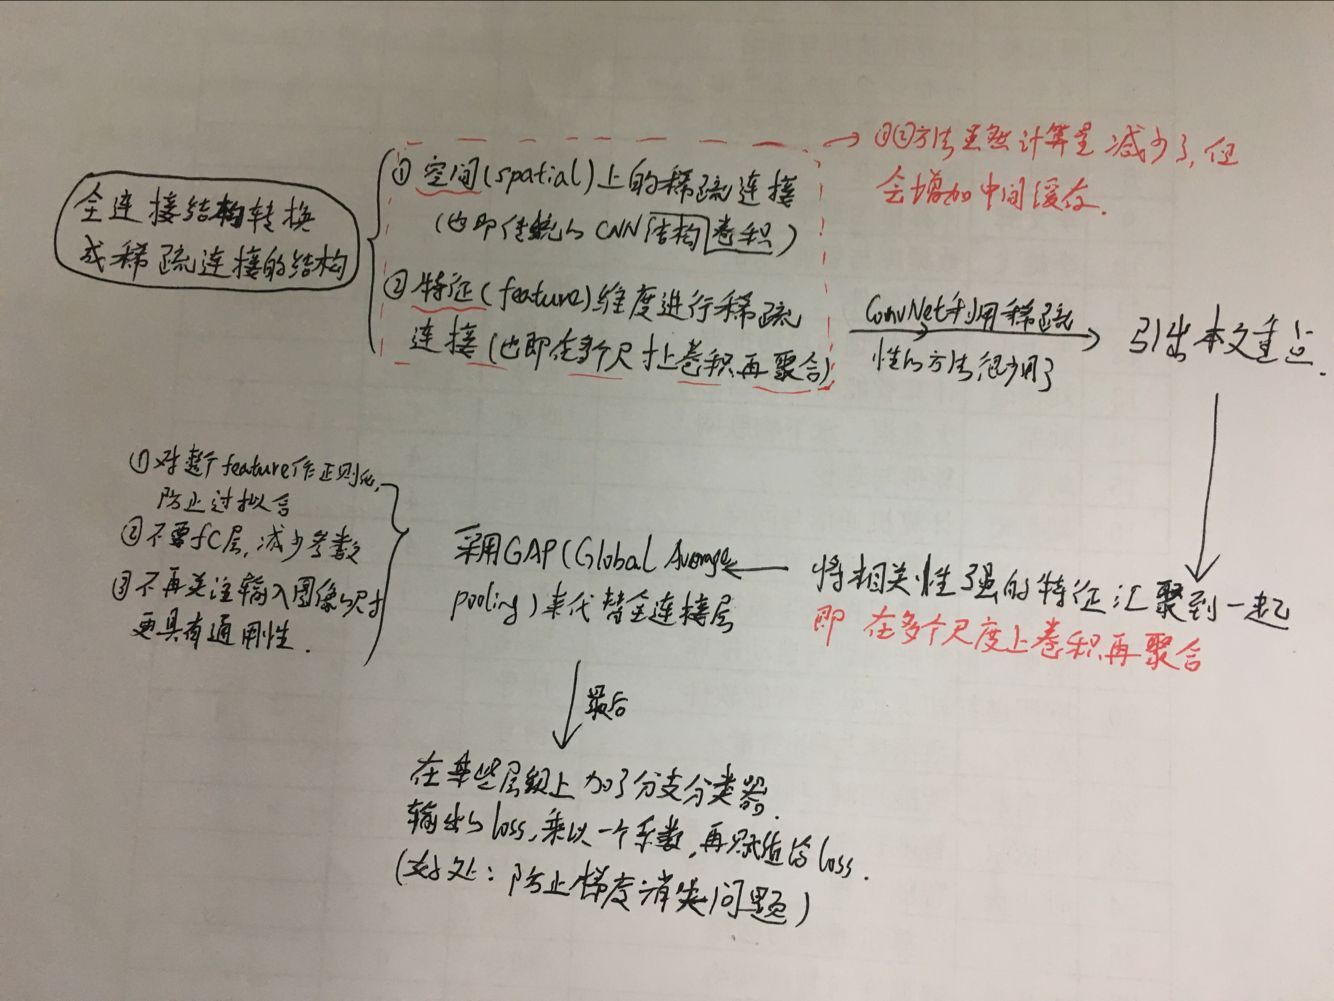 全连接结构转换
成稀疏连接的结构
① 空间(spatial)上的稀疏连接
(也即传统的 CNN 结构 卷积)
② 特征(feature)维度进行稀疏
连接(也即在多个尺寸上卷积再聚合)
→ ①②方法虽然计算量减少了,但
会增加中间缓存.
ConvNet利用稀疏
性的方法很少用了
引出本文重点.
将相关性强的特征汇聚到一起
即 在多个尺度上卷积再聚合
采用GAP(Global Average
pooling)来代替全连接层
①对整个feature作正则化,
防止过拟合
②不要FC层,减少参数
③不再关注输入图像的尺寸
更具有通用性.
最后
在某些层级上加了分支分类器.
输出的loss,乘以一个系数,再赋值给loss.
(好处:防止梯度消失问题)